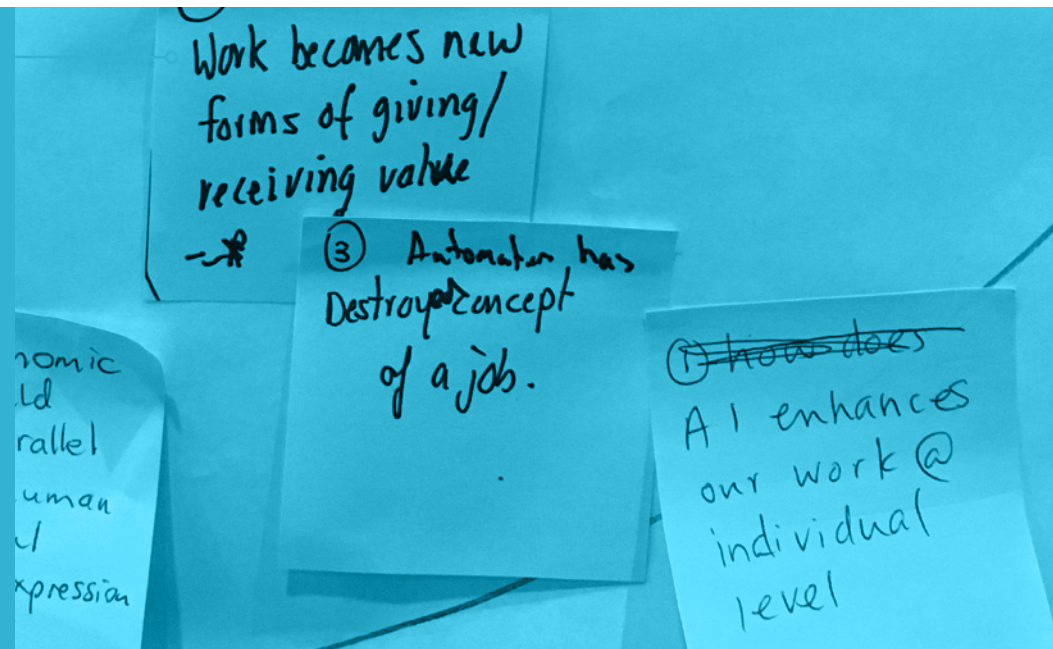 Work becomes new
forms of giving/
receiving value
③ Automation has
Destroyed concept
of a job.
① how does
AI enhances
our work @
individual
level
nomic
ld
rallel
uman
l
xpression